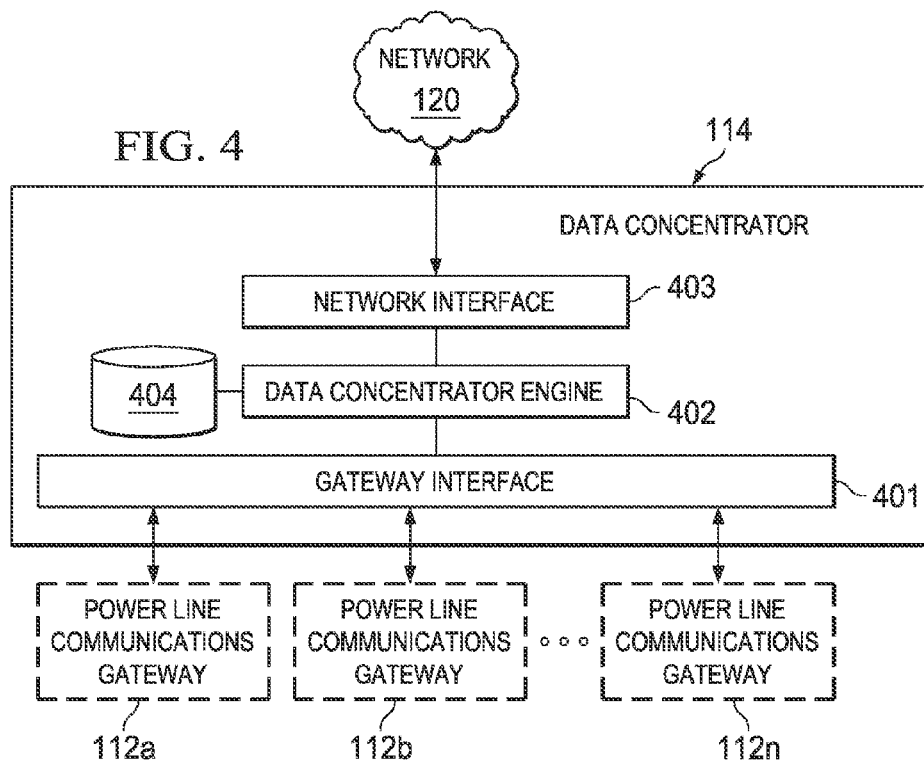 NETWORK
120
FIG. 4
114
DATA CONCENTRATOR
NETWORK INTERFACE
403
404
DATA CONCENTRATOR ENGINE
402
GATEWAY INTERFACE
401
POWER LINE
COMMUNICATIONS
GATEWAY
POWER LINE
COMMUNICATIONS
GATEWAY
POWER LINE
COMMUNICATIONS
GATEWAY
112a
112b
112n